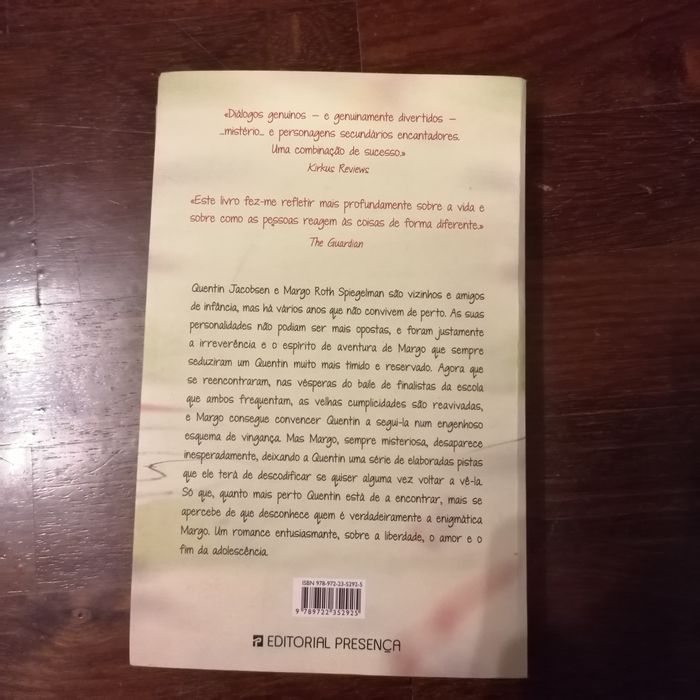 «Diálogos genuínos – e genuinamente divertidos –
...mistério... e personagens secundários encantadores.
Uma combinação de sucesso.»
Kirkus Reviews
«Este livro fez-me refletir mais profundamente sobre a vida e
sobre como as pessoas reagem às coisas de forma diferente.»
The Guardian
Quentin Jacobsen e Margo Roth Spiegelman são vizinhos e amigos
de infância, mas há vários anos que não convivem de perto. As suas
personalidades não podiam ser mais opostas, e foram justamente
a irreverência e o espírito de aventura de Margo que sempre
seduziram um Quentin muito mais tímido e reservado. Agora que
se reencontraram, nas vésperas do baile de finalistas da escola
que ambos frequentam, as velhas cumplicidades são reavivadas,
e Margo consegue convencer Quentin a segui-la num engenhoso
esquema de vingança. Mas Margo, sempre misteriosa, desaparece
inesperadamente, deixando a Quentin uma série de elaboradas pistas
que ele terá de descodificar se quiser alguma vez voltar a vê-la.
Só que, quanto mais perto Quentin está de a encontrar, mais se
apercebe de que desconhece quem é verdadeiramente a enigmática
Margo. Um romance entusiasmante, sobre a liberdade, o amor e o
fim da adolescência.
ISBN 978-972-23-5292-5
9 789722 352925
EDITORIAL PRESENÇA